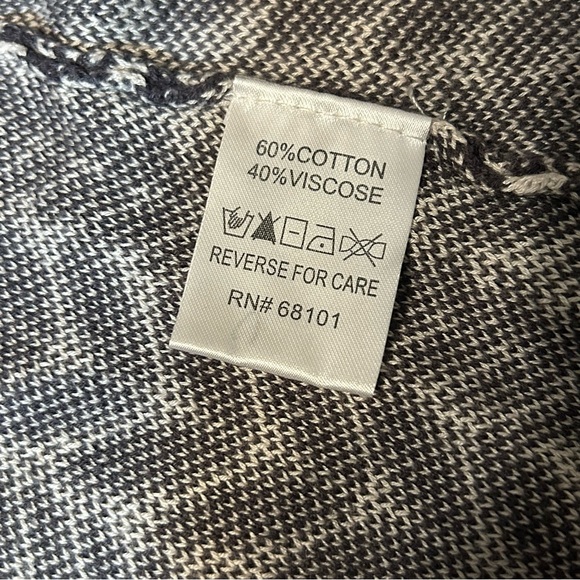 60%COTTON
40%VISCOSE
REVERSE FOR CARE
RN# 68101